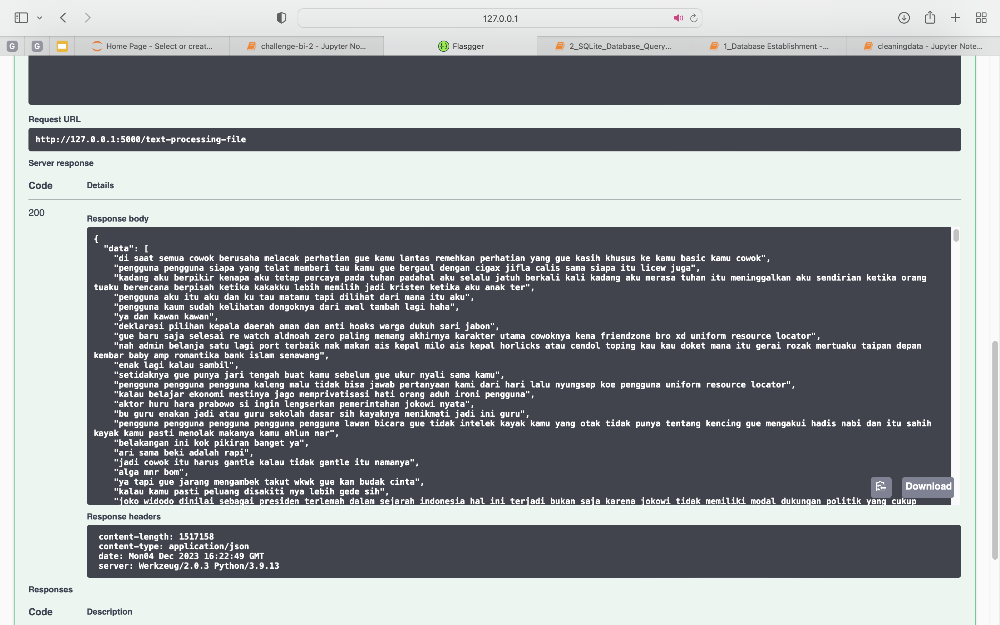 127.0.0.1
G
G
Home Page - Select or creat...
challenge-bi-2 - Jupyter No...
{··}
Flasgger
2_SQLite_Database_Query...
1_Database Establishment -...
cleaningdata - Jupyter Note...
Request URL
http://127.0.0.1:5000/text-processing-file
Server response
Code Details
200
Response body
{
"data": [
"di saat semua cowok berusaha melacak perhatian gue kamu lantas remehkan perhatian yang gue kasih khusus ke kamu basic kamu cowok",
"pengguna pengguna siapa yang telat memberi tau kamu gue bergaul dengan cigax jifla calis sama siapa itu licew juga",
"kadang aku berpikir kenapa aku tetap percaya pada tuhan padahal aku selalu jatuh berkali kali kadang aku merasa tuhan itu meninggalkan aku sendirian ketika orang
tuaku berencana berpisah ketika kakakku lebih memilih jadi kristen ketika aku anak ter",
"pengguna aku itu aku dan ku tau matamu tapi dilihat dari mana itu aku",
"pengguna kaum sudah kelihatan dongoknya dari awal tambah lagi haha",
"ya dan kawan kawan",
"deklarasi pilihan kepala daerah aman dan anti hoaks warga dukuh sari jabon",
"gue baru saja selesai re watch aldnoah zero paling memang akhirnya karakter utama cowoknya kena friendzone bro xd uniform resource locator",
"nah admin belanja satu lagi port terbaik nak makan ais kepal milo ais kepal horlicks atau cendol toping kau kau doket mana itu gerai rozak mertuaku taipan depan
kembar baby amp romantika bank islam senawang",
"enak lagi kalau sambil",
"setidaknya gue punya jari tengah buat kamu sebelum gue ukur nyali sama kamu",
"pengguna pengguna pengguna kaleng malu tidak bisa jawab pertanyaan kami dari hari lalu nyungsep koe pengguna uniform resource locator",
"kalau belajar ekonomi mestinya jago memprivatisasi hati orang aduh ironi pengguna",
"aktor huru hara prabowo si ingin lengserkan pemerintahan jokowi nyata",
"bu guru enakan jadi atau guru sekolah dasar sih kayaknya menikmati jadi ini guru",
"pengguna pengguna pengguna pengguna pengguna lawan bicara gue tidak intelek kayak kamu yang otak tidak punya tentang kencing gue mengakui hadis nabi dan itu sahih
kayak kamu pasti menolak makanya kamu ahlun nar",
"belakangan ini kok pikiran banget ya",
"ari sama beki adalah rapi",
"jadi cowok itu harus gantle kalau tidak gantle itu namanya",
"alga mnr bom",
"ya tapi gue jarang mengambek takut wkwk gue kan budak cinta",
"kalau kamu pasti peluang disakiti nya lebih gede sih",
"joko widodo dinilai sebagai presiden terlemah dalam sejarah indonesia hal ini terjadi bukan saja karena jokowi tidak memiliki modal dukungan politik yang cukup
Download
Response headers
content-length: 1517158
content-type: application/json
date: Mon04 Dec 2023 16:22:49 GMT
server: Werkzeug/2.0.3 Python/3.9.13
Responses
Code Description